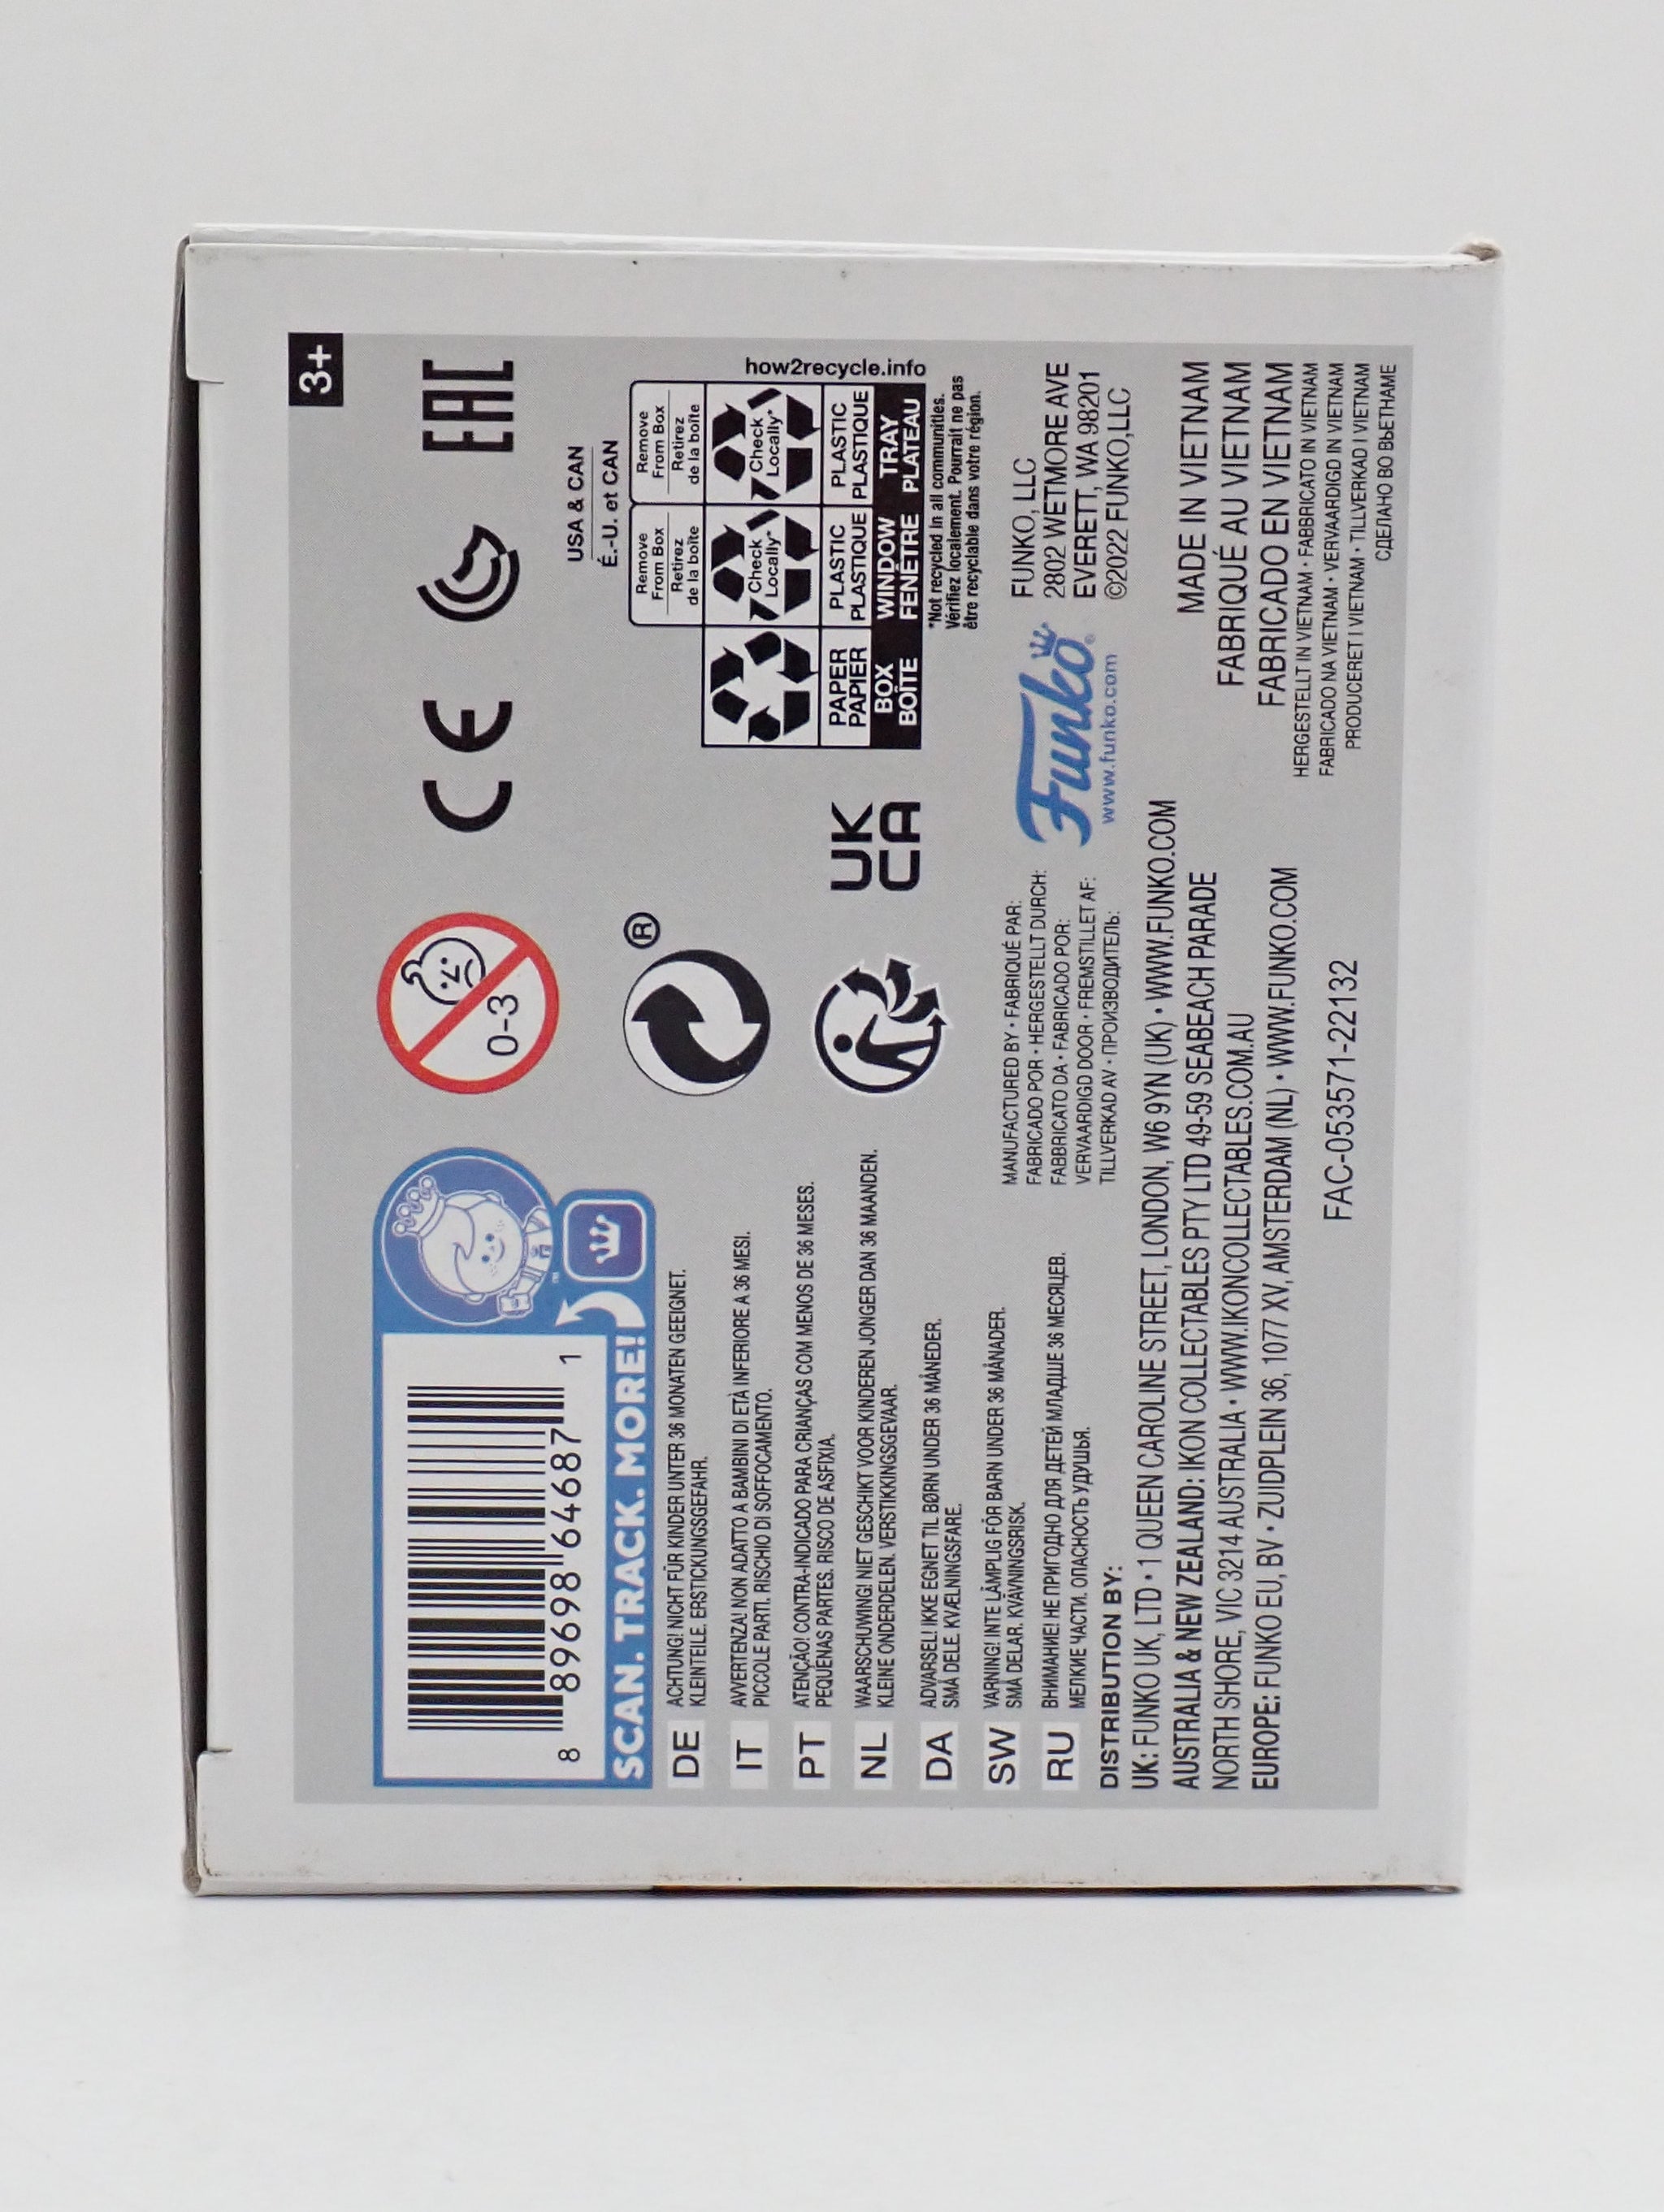 3+
8 89698 64687 1
SCAN. TRACK. MORE!
™
0-3
CE
EAC
®
UK
CA
USA & CAN
É.-U. et CAN
Remove
From Box
Retirez
de la boîte
Remove
From Box
Retirez
de la boîte
Check
Locally*
Check
Locally*
PAPER
PAPIER
PLASTIC
PLASTIQUE
PLASTIC
PLASTIQUE
BOX
BOÎTE
WINDOW
FENÊTRE
TRAY
PLATEAU
how2recycle.info
*Not recycled in all communities.
Vérifiez localement. Pourrait ne pas
être recyclable dans votre région.
DE ACHTUNG! NICHT FÜR KINDER UNTER 36 MONATEN GEEIGNET.
KLEINTEILE. ERSTICKUNGSGEFAHR.
IT AVVERTENZA! NON ADATTO A BAMBINI DI ETÀ INFERIORE A 36 MESI.
PICCOLE PARTI. RISCHIO DI SOFFOCAMENTO.
PT ATENÇÃO! CONTRA-INDICADO PARA CRIANÇAS COM MENOS DE 36 MESES.
PEQUENAS PARTES. RISCO DE ASFIXIA.
NL WAARSCHUWING! NIET GESCHIKT VOOR KINDEREN JONGER DAN 36 MAANDEN.
KLEINE ONDERDELEN. VERSTIKKINGSGEVAAR.
DA ADVARSEL! IKKE EGNET TIL BØRN UNDER 36 MÅNEDER.
SMÅ DELE. KVÆLNINGSFARE.
SW VARNING! INTE LÄMPLIG FÖR BARN UNDER 36 MÅNADER.
SMÅ DELAR. KVÄVNINGSRISK.
RU ВНИМАНИЕ! НЕ ПРИГОДНО ДЛЯ ДЕТЕЙ МЛАДШЕ 36 МЕСЯЦЕВ.
МЕЛКИЕ ЧАСТИ. ОПАСНОСТЬ УДУШЬЯ.
MANUFACTURED BY • FABRIQUÉ PAR:
FABRICADO POR • HERGESTELLT DURCH:
FABBRICATO DA • FABRICADO POR:
VERVAARDIGD DOOR • FREMSTILLET AF:
TILLVERKAD AV • ПРОИЗВОДИТЕЛЬ:
Funko®
www.funko.com
FUNKO, LLC
2802 WETMORE AVE
EVERETT, WA 98201
©2022 FUNKO,LLC
DISTRIBUTION BY:
UK: FUNKO UK, LTD • 1 QUEEN CAROLINE STREET, LONDON, W6 9YN (UK) • WWW.FUNKO.COM
AUSTRALIA & NEW ZEALAND: IKON COLLECTABLES PTY LTD 49-59 SEABEACH PARADE
NORTH SHORE, VIC 3214 AUSTRALIA • WWW.IKONCOLLECTABLES.COM.AU
EUROPE: FUNKO EU, BV • ZUIDPLEIN 36, 1077 XV, AMSTERDAM (NL) • WWW.FUNKO.COM
FAC-053571-22132
MADE IN VIETNAM
FABRIQUÉ AU VIETNAM
FABRICADO EN VIETNAM
HERGESTELLT IN VIETNAM • FABBRICATO IN VIETNAM
FABRICADO NA VIETNAM • VERVAARDIGD IN VIETNAM
PRODUCERET I VIETNAM • TILLVERKAD I VIETNAM
СДЕЛАНО ВО ВЬЕТНАМЕ